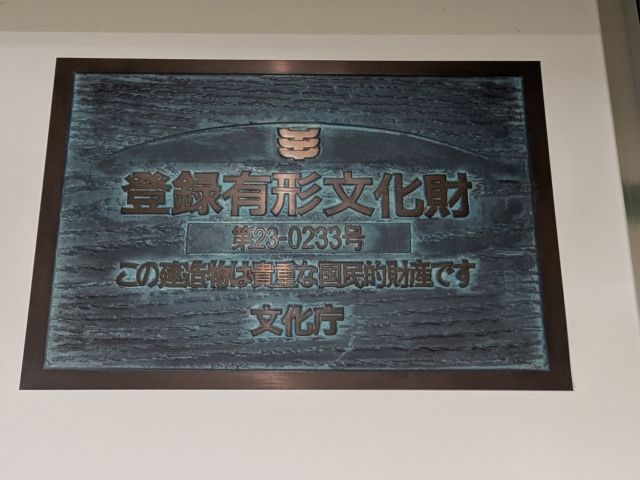 登録有形文化財
第23-0233号
この建造物は貴重な国民的財産です
文化庁